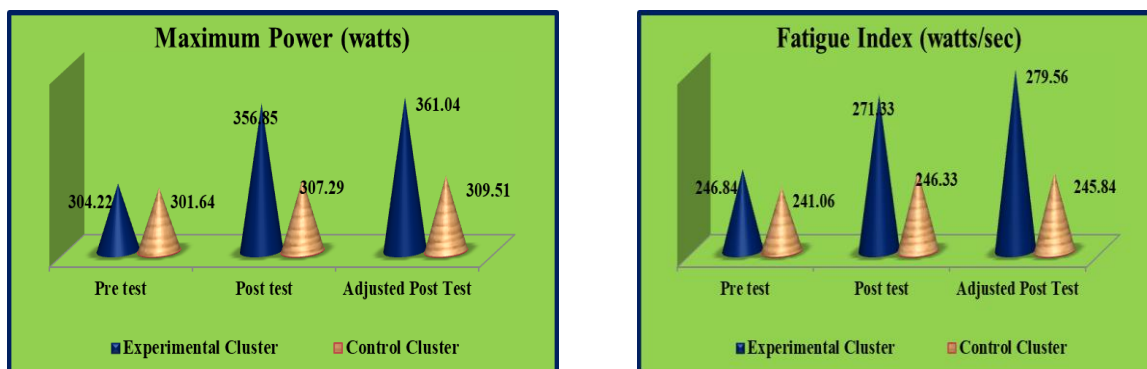 Maximum Power (watts)
361.04
356.85
307.29
309.51
304.22
301.64
Pre test
Post test
Adjusted Post Test
Experimental Cluster
Control Cluster
Fatigue Index (watts/sec)
279.56
271.33
246.84
246.33
245.84
241.06
Pre test
Post test
Adjusted Post Test
Experimental Cluster
Control Cluster